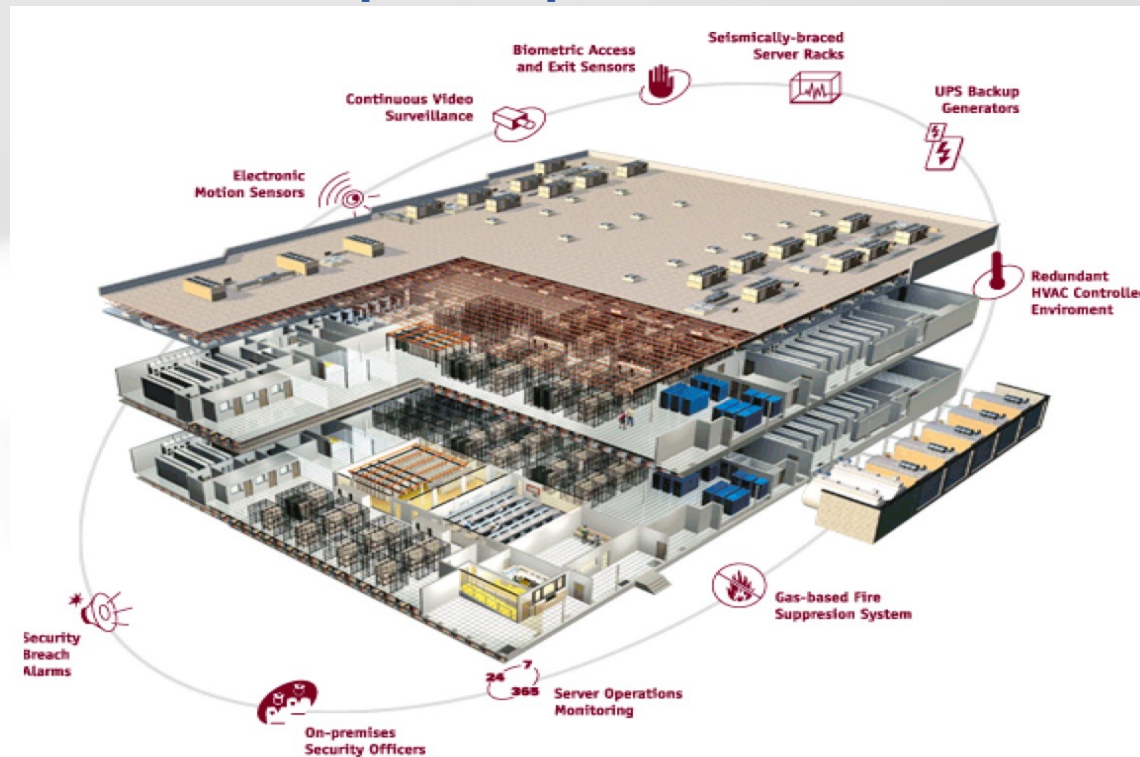 Seismically-braced
Server Racks
Biometric Access
and Exit Sensors
UPS Backup
Generators
Continuous Video
Surveillance
Electronic
Motion Sensors
Redundant
HVAC Controlle
Enviroment
Gas-based Fire
Suppresion System
Security
Breach
Alarms
24 7
365
Server Operations
Monitoring
On-premises
Security Officers